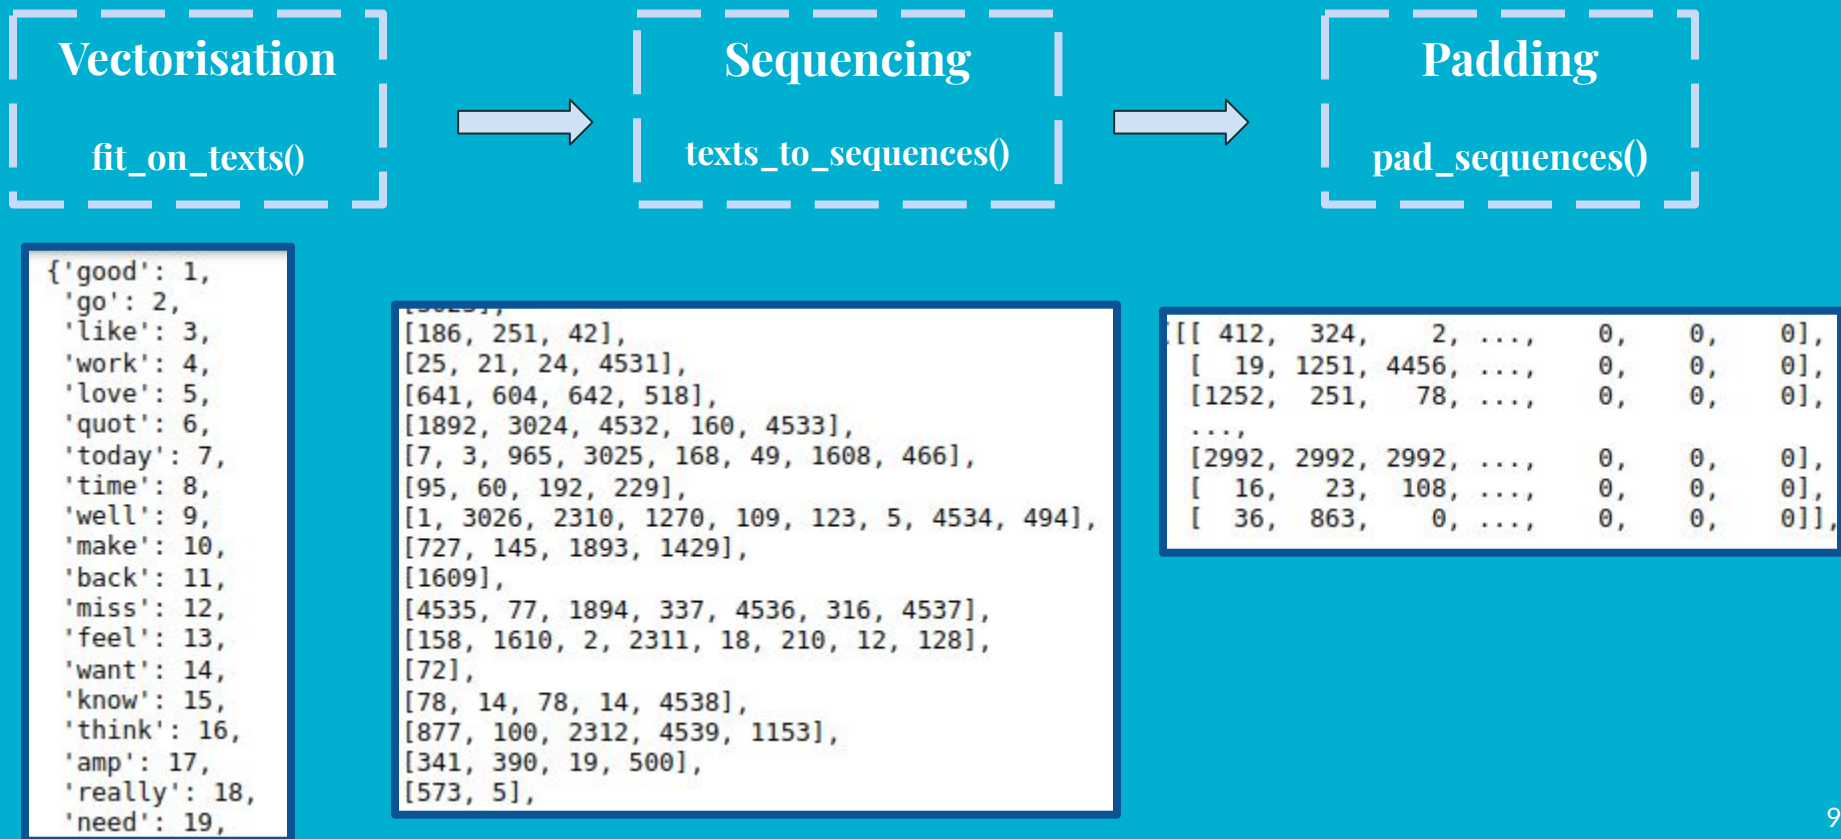 Vectorisation
fit_on_texts()
Sequencing
texts_to_sequences()
Padding
pad_sequences()
{'good': 1,
'go': 2,
'like': 3,
'work': 4,
'love': 5,
'quot': 6,
'today': 7,
'time': 8,
'well': 9,
'make': 10,
'back': 11,
'miss': 12,
'feel': 13,
'want': 14,
'know': 15,
'think': 16,
'amp': 17,
'really': 18,
'need': 19,
[186, 251, 42],
[25, 21, 24, 4531],
[641, 604, 642, 518],
[1892, 3024, 4532, 160, 4533],
[7, 3, 965, 3025, 168, 49, 1608, 466],
[95, 60, 192, 229],
[1, 3026, 2310, 1270, 109, 123, 5, 4534, 494],
[727, 145, 1893, 1429],
[1609],
[4535, 77, 1894, 337, 4536, 316, 4537],
[158, 1610, 2, 2311, 18, 210, 12, 128],
[72],
[78, 14, 78, 14, 4538],
[877, 100, 2312, 4539, 1153],
[341, 390, 19, 500],
[573, 5],
[[ 412, 324, 2, ..., 0, 0, 0],
[ 19, 1251, 4456, ..., 0, 0, 0],
[1252, 251, 78, ..., 0, 0, 0],
...,
[2992, 2992, 2992, ..., 0, 0, 0],
[ 16, 23, 108, ..., 0, 0, 0],
[ 36, 863, 0, ..., 0, 0, 0]],
9